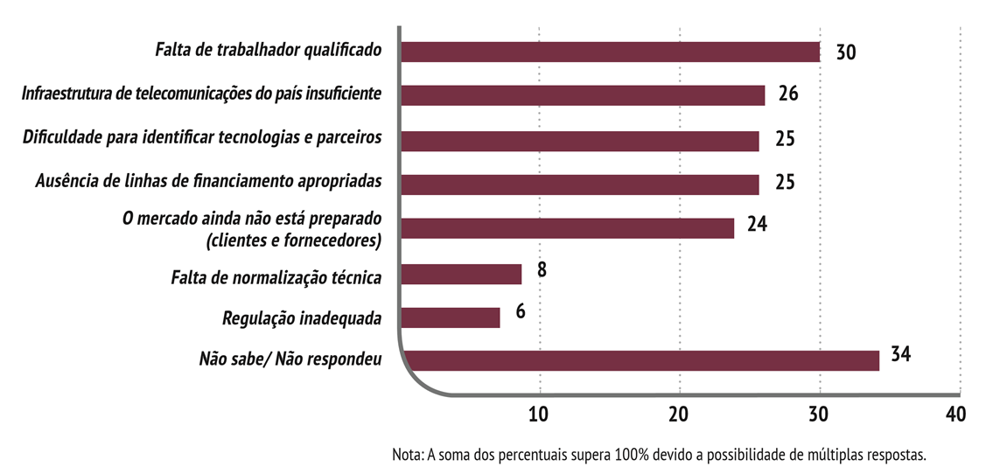 Falta de trabalhador qualificado 30
Infraestrutura de telecomunicações do país insuficiente 26
Dificuldade para identificar tecnologias e parceiros 25
Ausência de linhas de financiamento apropriadas 25
O mercado ainda não está preparado
(clientes e fornecedores) 24
Falta de normalização técnica 8
Regulação inadequada 6
Não sabe/ Não respondeu 34
10 20 30 40
Nota: A soma dos percentuais supera 100% devido a possibilidade de múltiplas respostas.